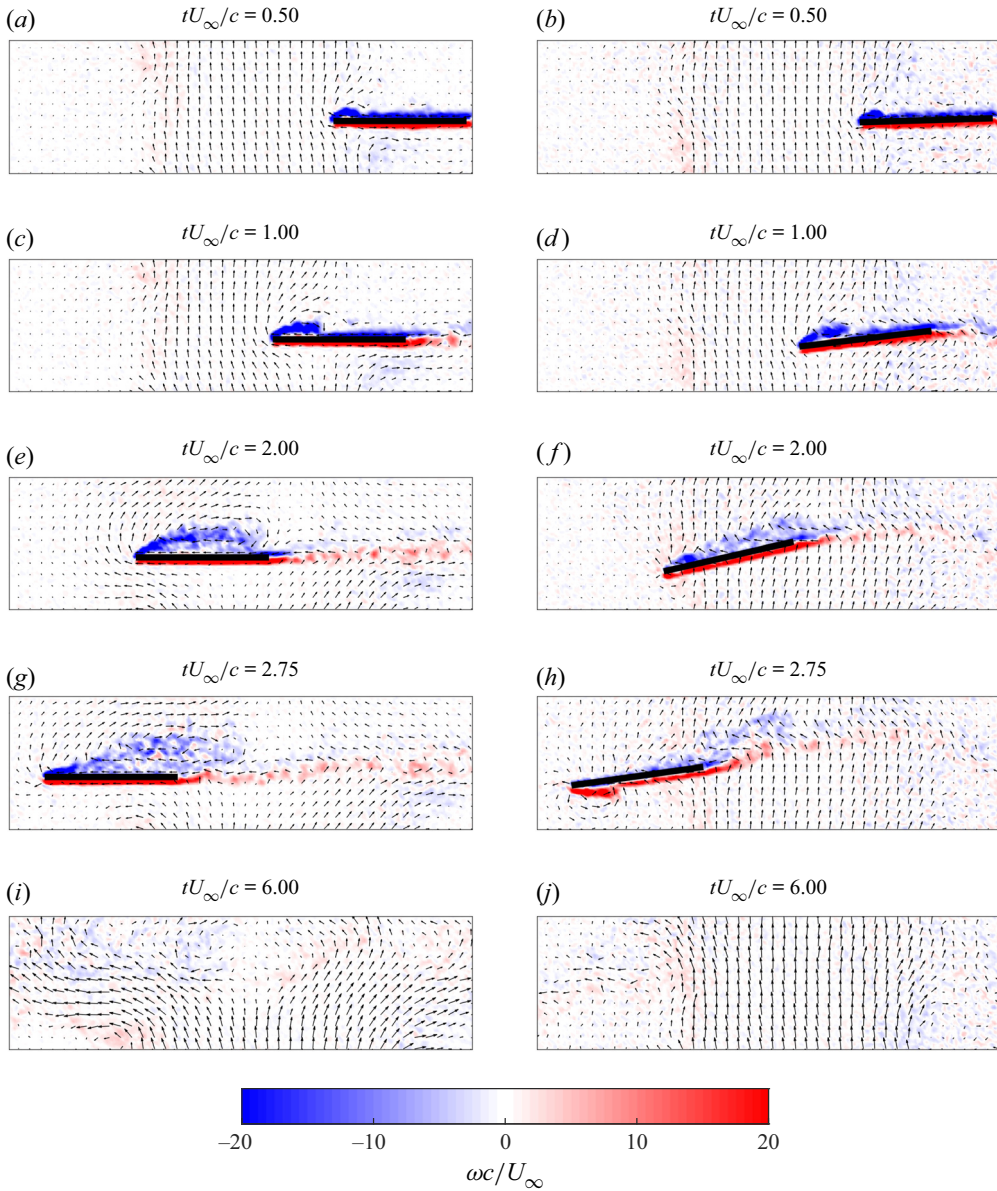 (a) tU∞/c = 0.50
(b) tU∞/c = 0.50
(c) tU∞/c = 1.00
(d) tU∞/c = 1.00
(e) tU∞/c = 2.00
(f) tU∞/c = 2.00
(g) tU∞/c = 2.75
(h) tU∞/c = 2.75
(i) tU∞/c = 6.00
(j) tU∞/c = 6.00
–20 –10 0 10 20
ωc/U∞